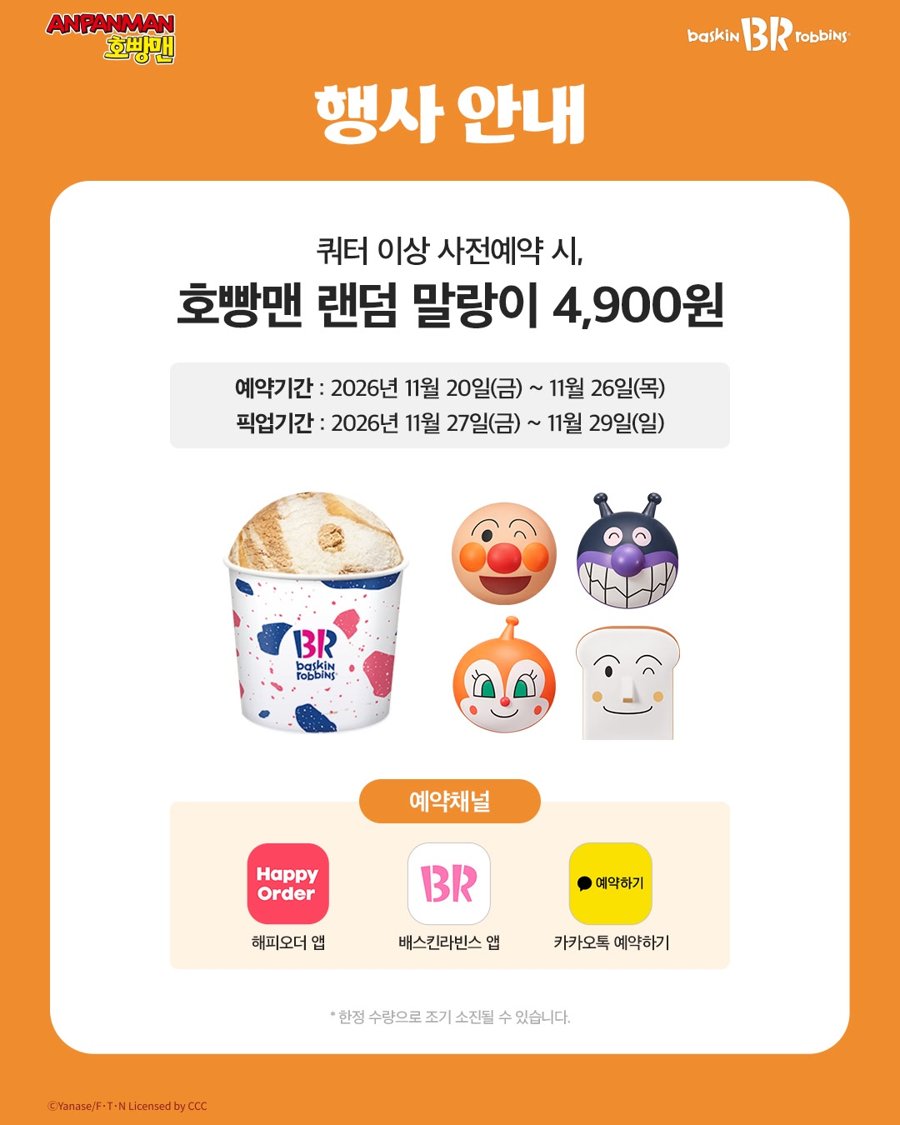 ANPANMAN
호빵맨
baskin BR robbins
행사 안내
쿼터 이상 사전예약 시,
호빵맨 랜덤 말랑이 4,900원
예약기간 : 2026년 11월 20일(금) ~ 11월 26일(목)
픽업기간 : 2026년 11월 27일(금) ~ 11월 29일(일)
BR
baskin
robbins
예약채널
Happy
Order
BR
예약하기
해피오더 앱
배스킨라빈스 앱
카카오톡 예약하기
* 한정 수량으로 조기 소진될 수 있습니다.
©Yanase/F･T･N Licensed by CCC